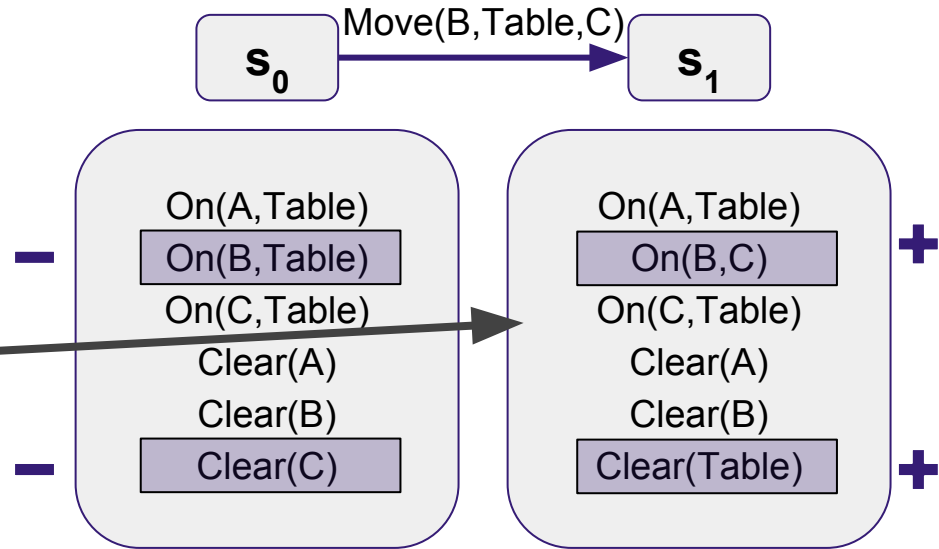 Move(B,Table,C)
s₀
s₁
On(A,Table)
On(B,Table)
On(C,Table)
Clear(A)
Clear(B)
Clear(C)
On(A,Table)
On(B,C)
On(C,Table)
Clear(A)
Clear(B)
Clear(Table)
–
–
+
+